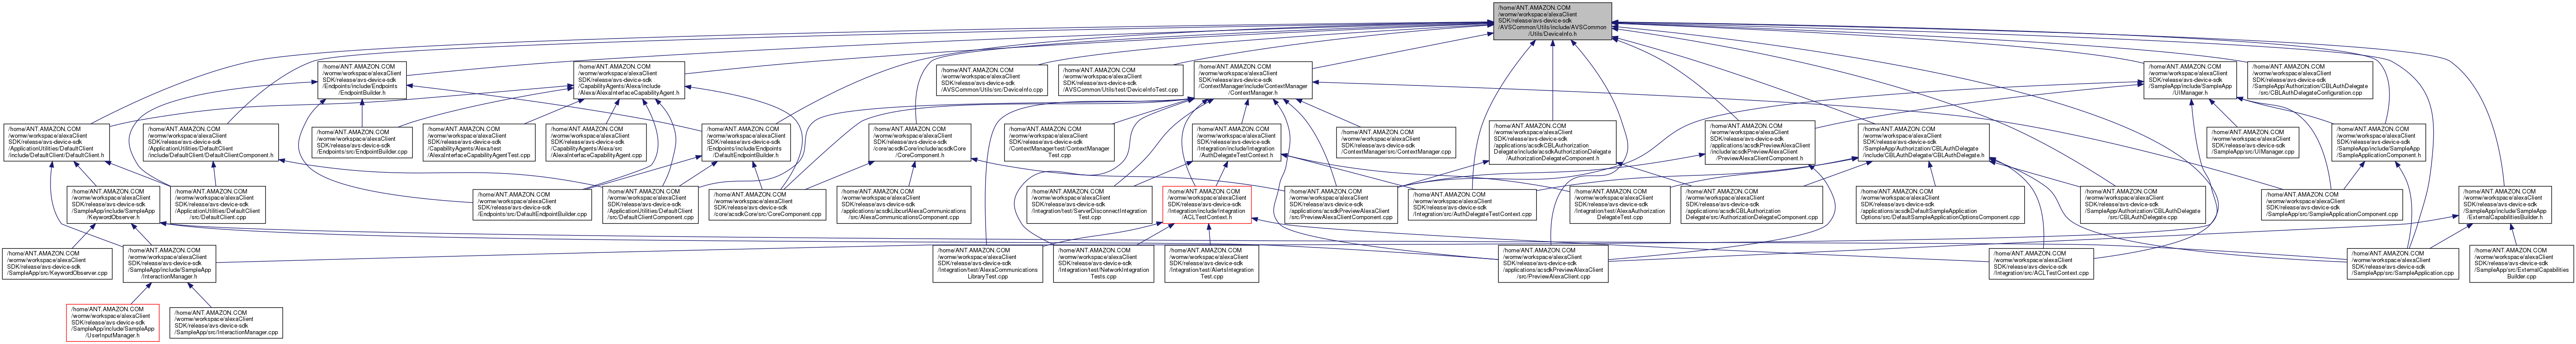 /home/ANT.AMAZON.COM
/womw/workspace/alexaClient
SDK/release/avs-device-sdk
/AVSCommon/Utils/include/AVSCommon
/Utils/DeviceInfo.h
/home/ANT.AMAZON.COM
/womw/workspace/alexaClient
SDK/release/avs-device-sdk
/Endpoints/include/Endpoints
/EndpointBuilder.h
/home/ANT.AMAZON.COM
/womw/workspace/alexaClient
SDK/release/avs-device-sdk
/CapabilityAgents/Alexa/include
/Alexa/AlexaInterfaceCapabilityAgent.h
/home/ANT.AMAZON.COM
/womw/workspace/alexaClient
SDK/release/avs-device-sdk
/AVSCommon/Utils/src/DeviceInfo.cpp
/home/ANT.AMAZON.COM
/womw/workspace/alexaClient
SDK/release/avs-device-sdk
/AVSCommon/Utils/test/DeviceInfoTest.cpp
/home/ANT.AMAZON.COM
/womw/workspace/alexaClient
SDK/release/avs-device-sdk
/ContextManager/include/ContextManager
/ContextManager.h
/home/ANT.AMAZON.COM
/womw/workspace/alexaClient
SDK/release/avs-device-sdk
/SampleApp/include/SampleApp
/UIManager.h
/home/ANT.AMAZON.COM
/womw/workspace/alexaClient
SDK/release/avs-device-sdk
/SampleApp/Authorization/CBLAuthDelegate
/src/CBLAuthDelegateConfiguration.cpp
/home/ANT.AMAZON.COM
/womw/workspace/alexaClient
SDK/release/avs-device-sdk
/ApplicationUtilities/DefaultClient
/include/DefaultClient/DefaultClient.h
/home/ANT.AMAZON.COM
/womw/workspace/alexaClient
SDK/release/avs-device-sdk
/ApplicationUtilities/DefaultClient
/include/DefaultClient/DefaultClientComponent.h
/home/ANT.AMAZON.COM
/womw/workspace/alexaClient
SDK/release/avs-device-sdk
/Endpoints/src/EndpointBuilder.cpp
/home/ANT.AMAZON.COM
/womw/workspace/alexaClient
SDK/release/avs-device-sdk
/CapabilityAgents/Alexa/test
/AlexaInterfaceCapabilityAgentTest.cpp
/home/ANT.AMAZON.COM
/womw/workspace/alexaClient
SDK/release/avs-device-sdk
/CapabilityAgents/Alexa/src
/AlexaInterfaceCapabilityAgent.cpp
/home/ANT.AMAZON.COM
/womw/workspace/alexaClient
SDK/release/avs-device-sdk
/Endpoints/include/Endpoints
/DefaultEndpointBuilder.h
/home/ANT.AMAZON.COM
/womw/workspace/alexaClient
SDK/release/avs-device-sdk
/core/acsdkCore/include/acsdkCore
/CoreComponent.h
/home/ANT.AMAZON.COM
/womw/workspace/alexaClient
SDK/release/avs-device-sdk
/ContextManager/test/ContextManager
Test.cpp
/home/ANT.AMAZON.COM
/womw/workspace/alexaClient
SDK/release/avs-device-sdk
/Integration/include/Integration
/AuthDelegateTestContext.h
/home/ANT.AMAZON.COM
/womw/workspace/alexaClient
SDK/release/avs-device-sdk
/ContextManager/src/ContextManager.cpp
/home/ANT.AMAZON.COM
/womw/workspace/alexaClient
SDK/release/avs-device-sdk
/applications/acsdkCBLAuthorization
Delegate/include/acsdkAuthorizationDelegate
/AuthorizationDelegateComponent.h
/home/ANT.AMAZON.COM
/womw/workspace/alexaClient
SDK/release/avs-device-sdk
/applications/acsdkPreviewAlexaClient
/include/acsdkPreviewAlexaClient
/PreviewAlexaClientComponent.h
/home/ANT.AMAZON.COM
/womw/workspace/alexaClient
SDK/release/avs-device-sdk
/SampleApp/Authorization/CBLAuthDelegate
/include/CBLAuthDelegate/CBLAuthDelegate.h
/home/ANT.AMAZON.COM
/womw/workspace/alexaClient
SDK/release/avs-device-sdk
/SampleApp/src/UIManager.cpp
/home/ANT.AMAZON.COM
/womw/workspace/alexaClient
SDK/release/avs-device-sdk
/SampleApp/include/SampleApp
/SampleApplicationComponent.h
/home/ANT.AMAZON.COM
/womw/workspace/alexaClient
SDK/release/avs-device-sdk
/SampleApp/include/SampleApp
/KeywordObserver.h
/home/ANT.AMAZON.COM
/womw/workspace/alexaClient
SDK/release/avs-device-sdk
/ApplicationUtilities/DefaultClient
/src/DefaultClient.cpp
/home/ANT.AMAZON.COM
/womw/workspace/alexaClient
SDK/release/avs-device-sdk
/Endpoints/src/DefaultEndpointBuilder.cpp
/home/ANT.AMAZON.COM
/womw/workspace/alexaClient
SDK/release/avs-device-sdk
/ApplicationUtilities/DefaultClient
/src/DefaultClientComponent.cpp
/home/ANT.AMAZON.COM
/womw/workspace/alexaClient
SDK/release/avs-device-sdk
/core/acsdkCore/src/CoreComponent.cpp
/home/ANT.AMAZON.COM
/womw/workspace/alexaClient
SDK/release/avs-device-sdk
/applications/acsdkLibcurlAlexaCommunications
/src/AlexaCommunicationsComponent.cpp
/home/ANT.AMAZON.COM
/womw/workspace/alexaClient
SDK/release/avs-device-sdk
/Integration/test/ServerDisconnectIntegration
Test.cpp
/home/ANT.AMAZON.COM
/womw/workspace/alexaClient
SDK/release/avs-device-sdk
/Integration/include/Integration
/ACLTestContext.h
/home/ANT.AMAZON.COM
/womw/workspace/alexaClient
SDK/release/avs-device-sdk
/applications/acsdkPreviewAlexaClient
/src/PreviewAlexaClientComponent.cpp
/home/ANT.AMAZON.COM
/womw/workspace/alexaClient
SDK/release/avs-device-sdk
/Integration/src/AuthDelegateTestContext.cpp
/home/ANT.AMAZON.COM
/womw/workspace/alexaClient
SDK/release/avs-device-sdk
/Integration/test/AlexaAuthorization
DelegateTest.cpp
/home/ANT.AMAZON.COM
/womw/workspace/alexaClient
SDK/release/avs-device-sdk
/applications/acsdkCBLAuthorization
Delegate/src/AuthorizationDelegateComponent.cpp
/home/ANT.AMAZON.COM
/womw/workspace/alexaClient
SDK/release/avs-device-sdk
/applications/acsdkDefaultSampleApplication
Options/src/DefaultSampleApplicationOptionsComponent.cpp
/home/ANT.AMAZON.COM
/womw/workspace/alexaClient
SDK/release/avs-device-sdk
/SampleApp/Authorization/CBLAuthDelegate
/src/CBLAuthDelegate.cpp
/home/ANT.AMAZON.COM
/womw/workspace/alexaClient
SDK/release/avs-device-sdk
/SampleApp/src/SampleApplicationComponent.cpp
/home/ANT.AMAZON.COM
/womw/workspace/alexaClient
SDK/release/avs-device-sdk
/SampleApp/include/SampleApp
/ExternalCapabilitiesBuilder.h
/home/ANT.AMAZON.COM
/womw/workspace/alexaClient
SDK/release/avs-device-sdk
/SampleApp/src/KeywordObserver.cpp
/home/ANT.AMAZON.COM
/womw/workspace/alexaClient
SDK/release/avs-device-sdk
/SampleApp/include/SampleApp
/InteractionManager.h
/home/ANT.AMAZON.COM
/womw/workspace/alexaClient
SDK/release/avs-device-sdk
/Integration/test/AlexaCommunications
LibraryTest.cpp
/home/ANT.AMAZON.COM
/womw/workspace/alexaClient
SDK/release/avs-device-sdk
/Integration/test/NetworkIntegration
Tests.cpp
/home/ANT.AMAZON.COM
/womw/workspace/alexaClient
SDK/release/avs-device-sdk
/Integration/test/AlertsIntegration
Test.cpp
/home/ANT.AMAZON.COM
/womw/workspace/alexaClient
SDK/release/avs-device-sdk
/applications/acsdkPreviewAlexaClient
/src/PreviewAlexaClient.cpp
/home/ANT.AMAZON.COM
/womw/workspace/alexaClient
SDK/release/avs-device-sdk
/Integration/src/ACLTestContext.cpp
/home/ANT.AMAZON.COM
/womw/workspace/alexaClient
SDK/release/avs-device-sdk
/SampleApp/src/SampleApplication.cpp
/home/ANT.AMAZON.COM
/womw/workspace/alexaClient
SDK/release/avs-device-sdk
/SampleApp/src/ExternalCapabilities
Builder.cpp
/home/ANT.AMAZON.COM
/womw/workspace/alexaClient
SDK/release/avs-device-sdk
/SampleApp/include/SampleApp
/UserInputManager.h
/home/ANT.AMAZON.COM
/womw/workspace/alexaClient
SDK/release/avs-device-sdk
/SampleApp/src/InteractionManager.cpp